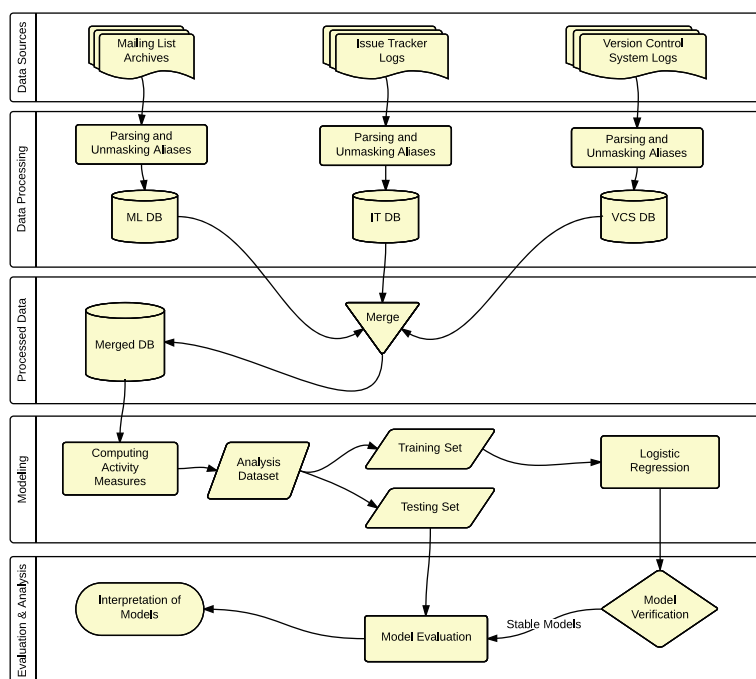 Data Sources
Mailing List
Archives
Issue Tracker
Logs
Version Control
System Logs
Data Processing
Parsing and
Unmasking Aliases
Parsing and
Unmasking Aliases
Parsing and
Unmasking Aliases
ML DB
IT DB
VCS DB
Processed Data
Merged DB
Merge
Modeling
Computing
Activity
Measures
Analysis
Dataset
Training Set
Testing Set
Logistic
Regression
Evaluation & Analysis
Interpretation of
Models
Model Evaluation
Stable Models
Model
Verification